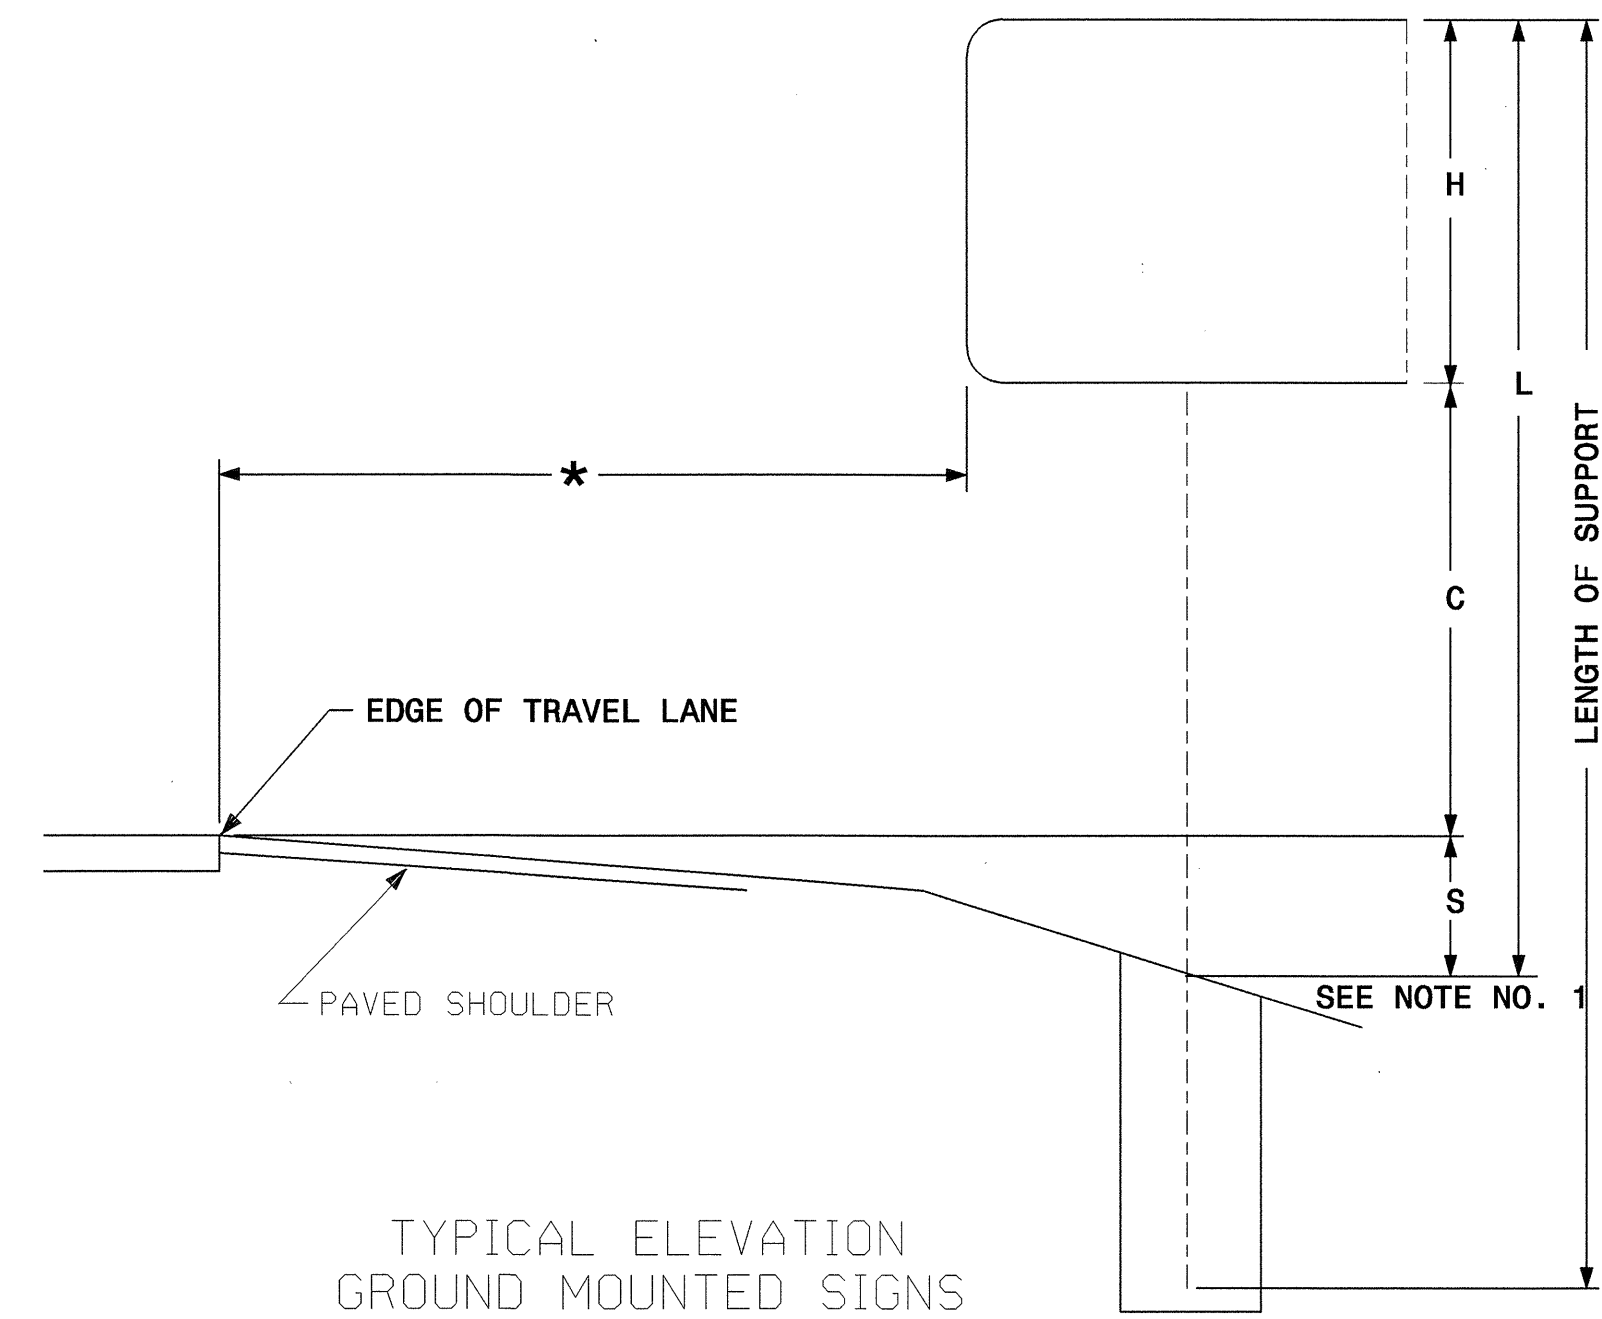 H
L
LENGTH OF SUPPORT
*
C
EDGE OF TRAVEL LANE
S
SEE NOTE NO. 1
PAVED SHOULDER
TYPICAL ELEVATION
GROUND MOUNTED SIGNS